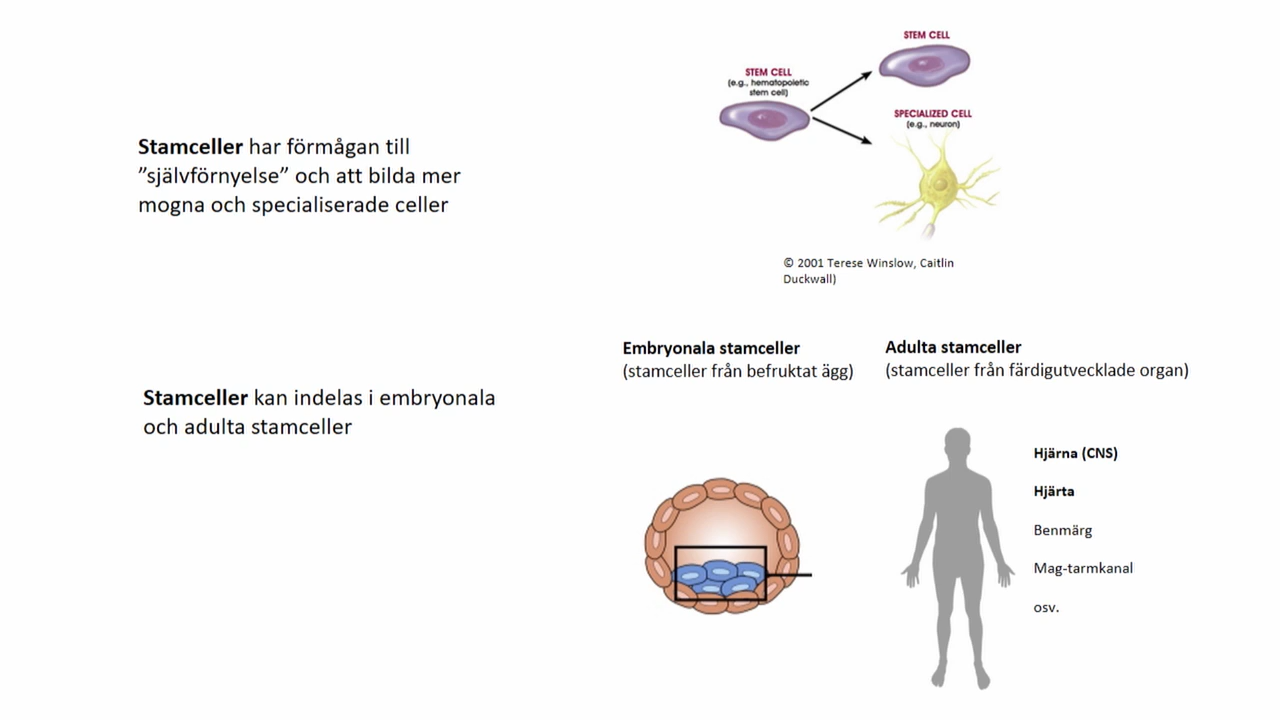 STEM CELL
STEM CELL
(e.g., hematopoietic
stem cell)
SPECIALIZED CELL
(e.g., neuron)
Stamceller har förmågan till
”självförnyelse” och att bilda mer
mogna och specialiserade celler
© 2001 Terese Winslow, Caitlin
Duckwall)
Embryonala stamceller
(stamceller från befruktat ägg)
Adulta stamceller
(stamceller från färdigutvecklade organ)
Stamceller kan indelas i embryonala
och adulta stamceller
Hjärna (CNS)
Hjärta
Benmärg
Mag-tarmkanal
osv.